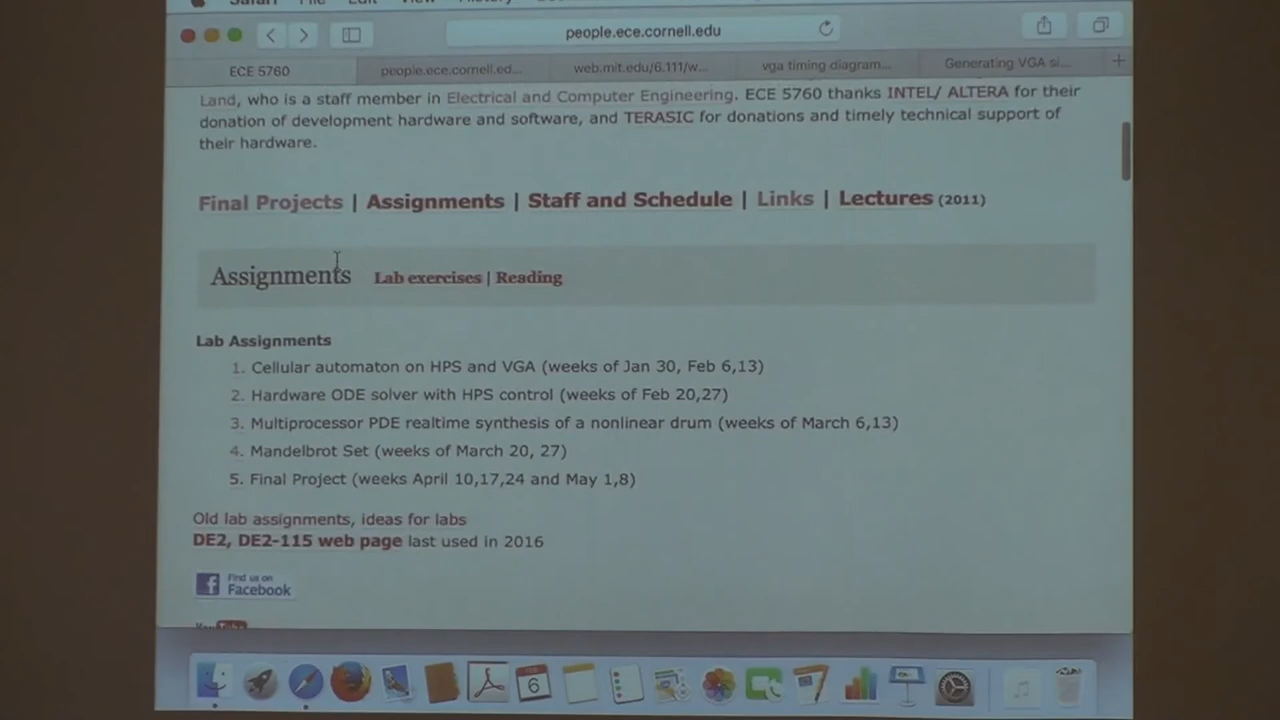 Safari File Edit View History
people.ece.cornell.edu
ECE 5760
people.ece.cornell.ed...
web.mit.edu/6.111/w...
vga timing diagram...
Generating VGA si...
Land, who is a staff member in Electrical and Computer Engineering. ECE 5760 thanks INTEL/ ALTERA for their
donation of development hardware and software, and TERASIC for donations and timely technical support of
their hardware.
Final Projects | Assignments | Staff and Schedule | Links | Lectures (2011)
Assignments Lab exercises | Reading
Lab Assignments
1. Cellular automaton on HPS and VGA (weeks of Jan 30, Feb 6,13)
2. Hardware ODE solver with HPS control (weeks of Feb 20,27)
3. Multiprocessor PDE realtime synthesis of a nonlinear drum (weeks of March 6,13)
4. Mandelbrot Set (weeks of March 20, 27)
5. Final Project (weeks April 10,17,24 and May 1,8)
Old lab assignments, ideas for labs
DE2, DE2-115 web page last used in 2016
Find us on
Facebook
YouTube
6